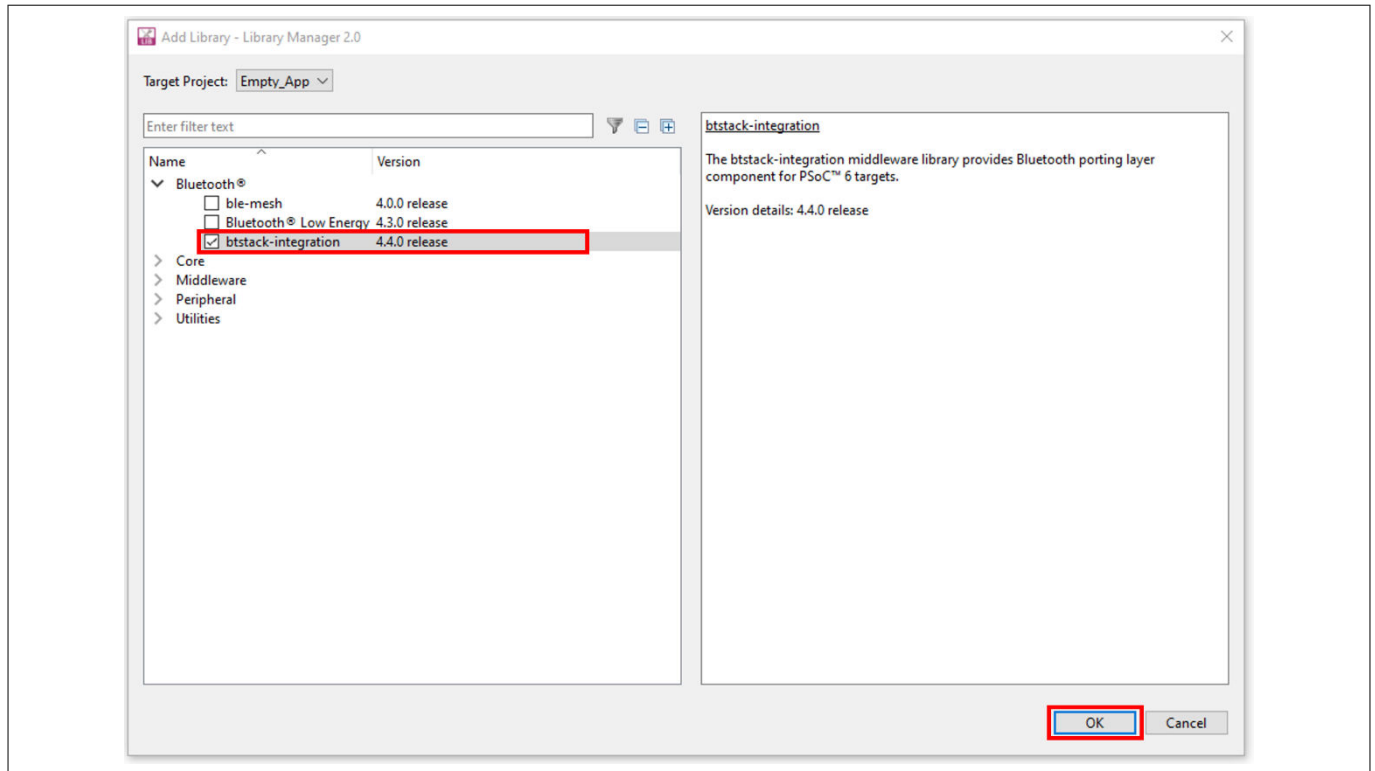 Add Library - Library Manager 2.0
Target Project: Empty_App
Enter filter text
Name Version
Bluetooth®
ble-mesh 4.0.0 release
Bluetooth® Low Energy 4.3.0 release
btstack-integration 4.4.0 release
Core
Middleware
Peripheral
Utilities
btstack-integration
The btstack-integration middleware library provides Bluetooth porting layer
component for PSoC™ 6 targets.
Version details: 4.4.0 release
OK Cancel